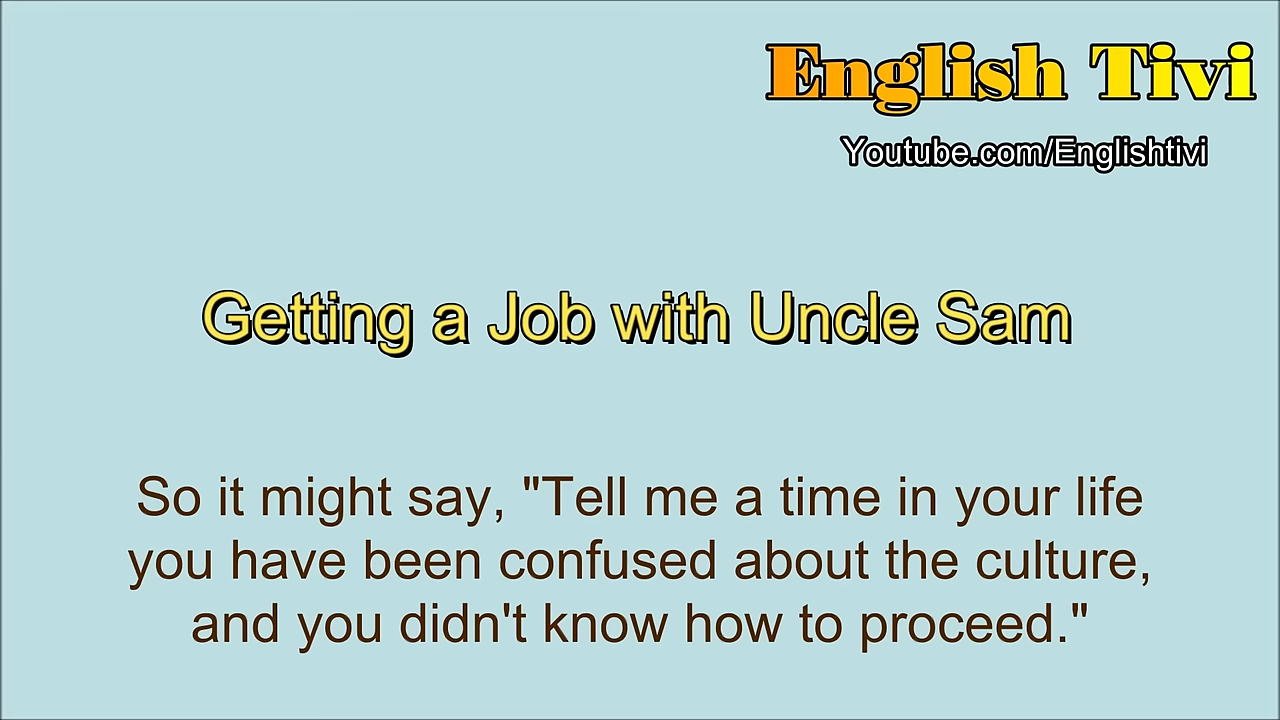 English Tivi
Youtube.com/Englishtivi
Getting a Job with Uncle Sam
So it might say, "Tell me a time in your life
you have been confused about the culture,
and you didn't know how to proceed."